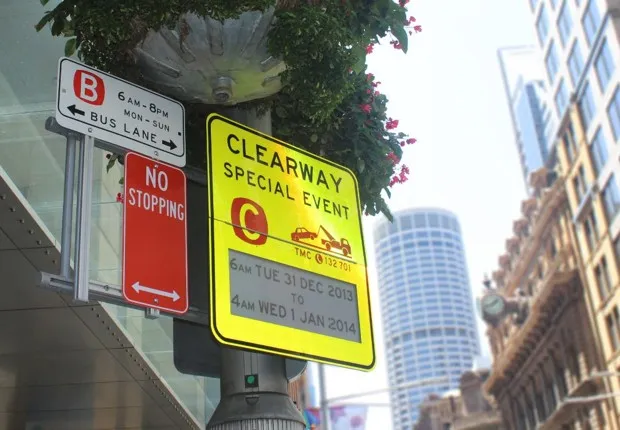 B
6AM-8PM
MON-SUN
BUS LANE
NO
STOPPING
CLEARWAY
SPECIAL EVENT
C
TMC 132 701
6AM TUE 31 DEC 2013
TO
4AM WED 1 JAN 2014